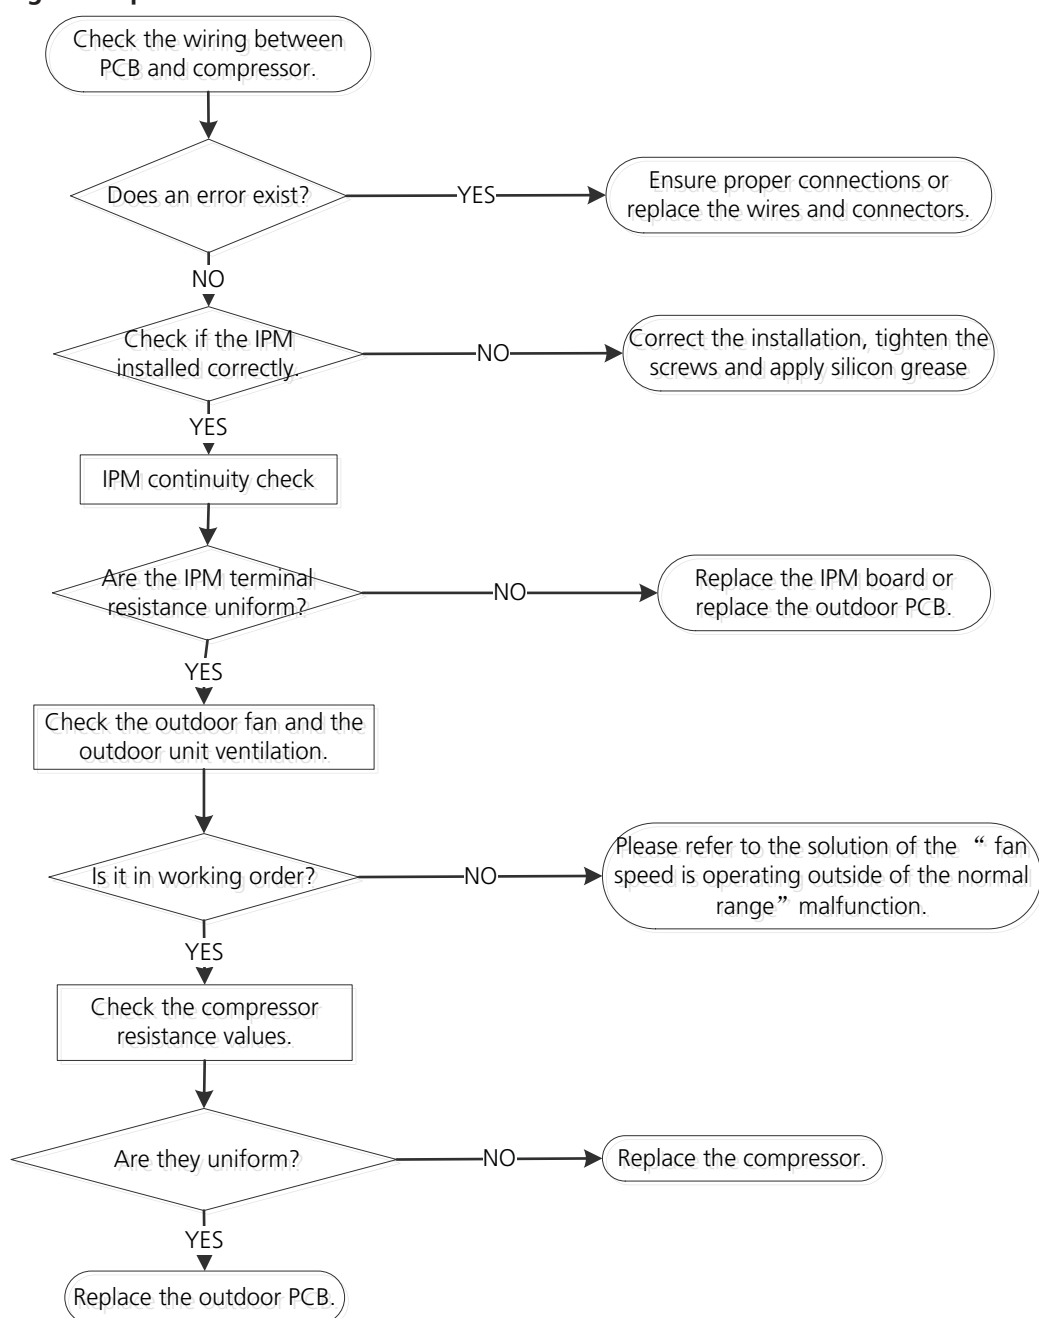 Check the wiring between
PCB and compressor.
Does an error exist?
YES
Ensure proper connections or
replace the wires and connectors.
NO
Check if the IPM
installed correctly.
NO
Correct the installation, tighten the
screws and apply silicon grease
YES
IPM continuity check
Are the IPM terminal
resistance uniform?
NO
Replace the IPM board or
replace the outdoor PCB.
YES
Check the outdoor fan and the
outdoor unit ventilation.
Is it in working order?
NO
Please refer to the solution of the “ fan
speed is operating outside of the normal
range” malfunction.
YES
Check the compressor
resistance values.
Are they uniform?
NO
Replace the compressor.
YES
Replace the outdoor PCB.